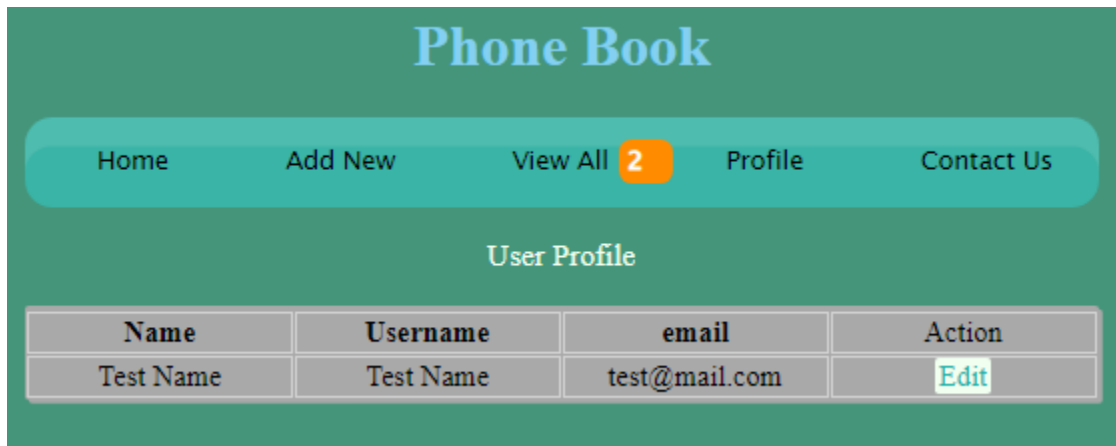 Phone Book
Home Add New View All 2 Profile Contact Us
User Profile
Name Username email Action
Test Name Test Name test@mail.com Edit